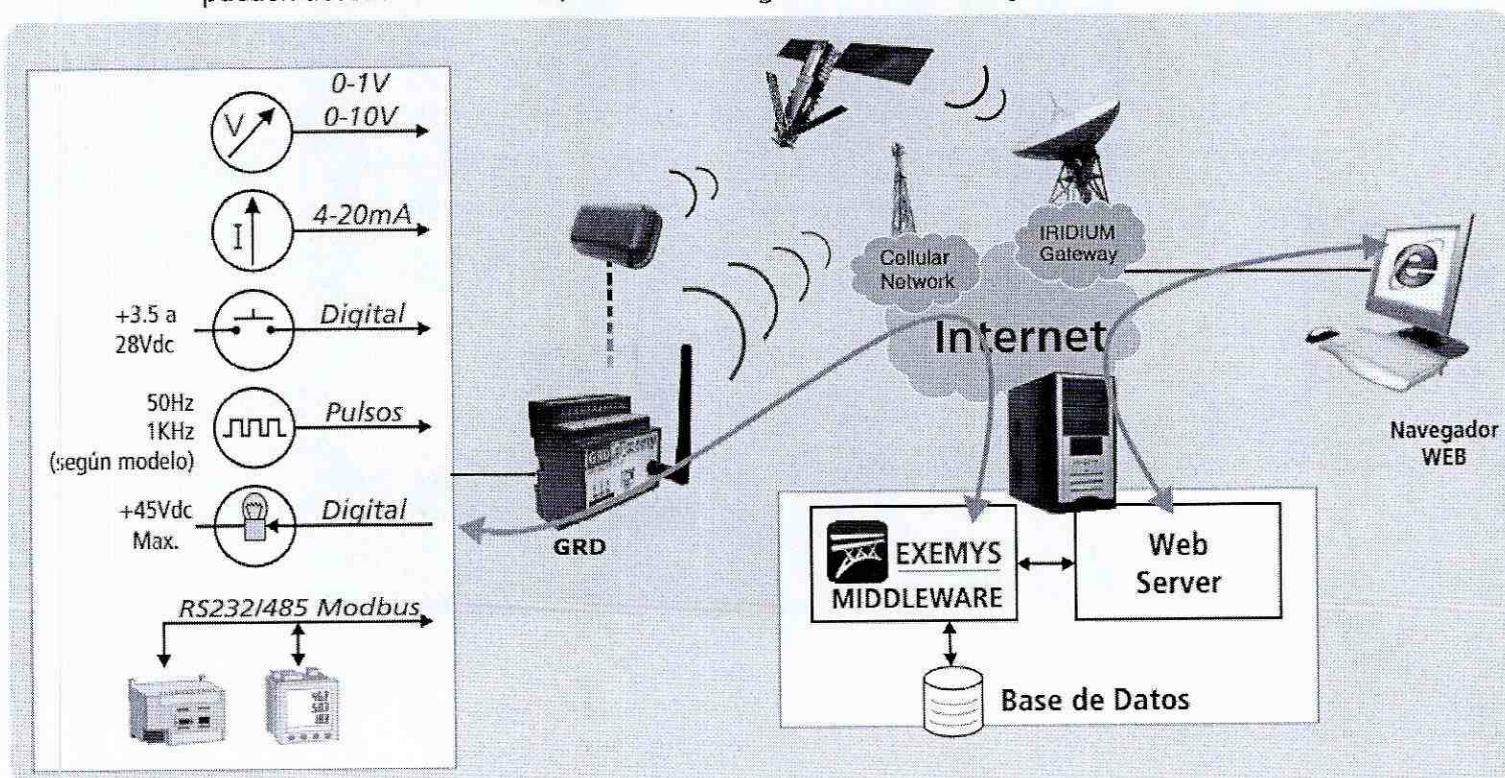 pueden
0-1V
V
0-10V
I
4-20mA
+3.5 a
28Vdc
Digital
50Hz
1KHz
(según modelo)
Pulsos
+45Vdc
Max.
Digital
RS232/485 Modbus
GRD
Cellular
Network
IRIDIUM
Gateway
Internet
Navegador
WEB
EXEMYS
MIDDLEWARE
Web
Server
Base de Datos